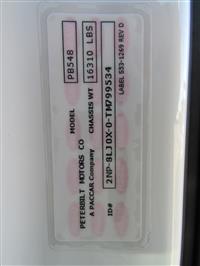 PETERBILT MOTORS CO
A PACCAR Company
MODEL PB548
CHASSIS WT 16310 LBS
ID# 2NP-8LJ0X-0-TM799534
LABEL S33-1269 REV D